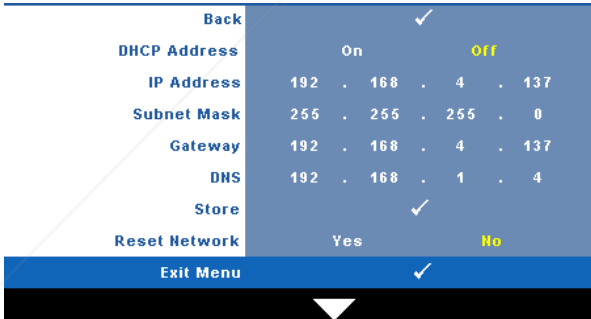 Back ✓
DHCP Address On Off
IP Address 192 . 168 . 4 . 137
Subnet Mask 255 . 255 . 255 . 0
Gateway 192 . 168 . 4 . 137
DNS 192 . 168 . 1 . 4
Store ✓
Reset Network Yes No
Exit Menu ✓